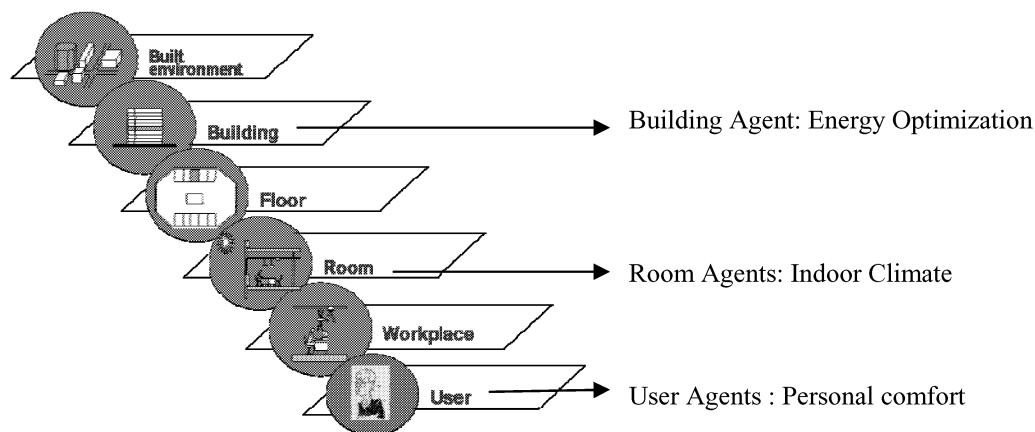 Built
environment
Building
Building Agent: Energy Optimization
Floor
Room
Room Agents: Indoor Climate
Workplace
User
User Agents : Personal comfort